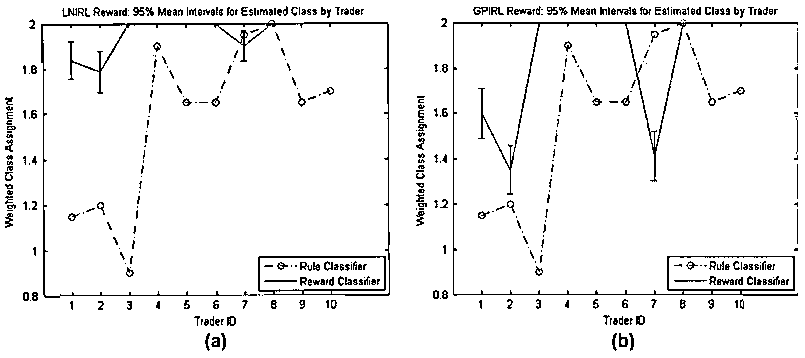 LNIRL Reward: 95% Mean Intervals for Estimated Class by Trader
2
1.8
1.6
1.4
1.2
1
0.8
Weighted Class Assignment
1 2 3 4 5 6 7 8 9 10
Trader ID
Rule Classifier
Reward Classifier
(a)
GPIRL Reward: 95% Mean Intervals for Estimated Class by Trader
2
1.8
1.6
1.4
1.2
1
0.8
Weighted Class Assignment
1 2 3 4 5 6 7 8 9 10
Trader ID
Rule Classifier
Reward Classifier
(b)